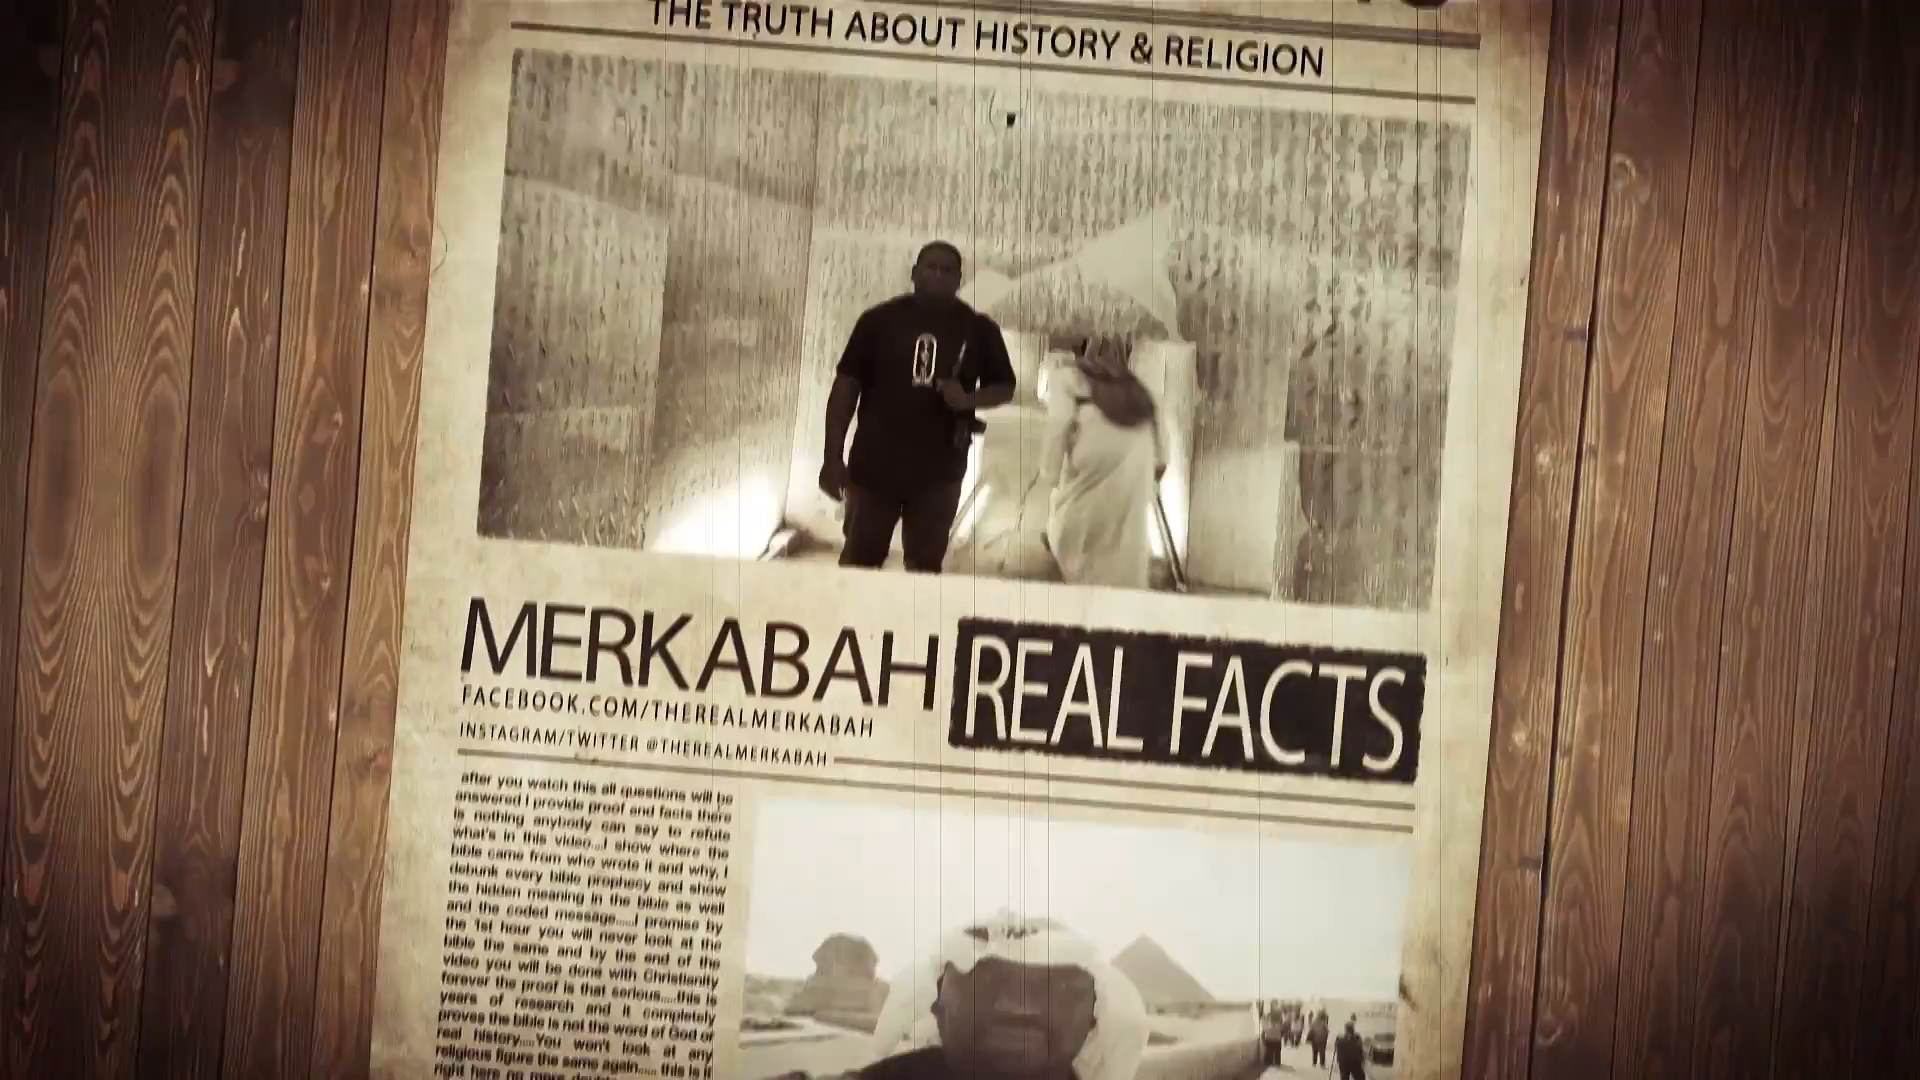 THE TRUTH ABOUT HISTORY & RELIGION
MERKABAH REAL FACTS
FACEBOOK.COM/THEREALMERKABAH
INSTAGRAM/TWITTER @THEREALMERKABAH
after you watch this all questions will be
answered I provide proof and facts there
is nothing anybody can say to refute
what's in this video...I show where the
bible came from who wrote it and why, I
debunk every bible prophecy and show
the hidden meaning in the bible as well
and the coded message.....I promise by
the 1st hour you will never look at the
bible the same and by the end of the
video you will be done with Christianity
forever the proof is that serious....this is
years of research and it completely
proves the bible is not the word of God or
real history....You won't look at any
religious figure the same again..... this is it
right here no more